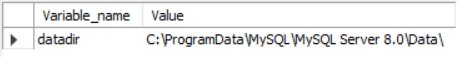 Variable_name Value
datadir C:\ProgramData\MySQL\MySQL Server 8.0\Data\